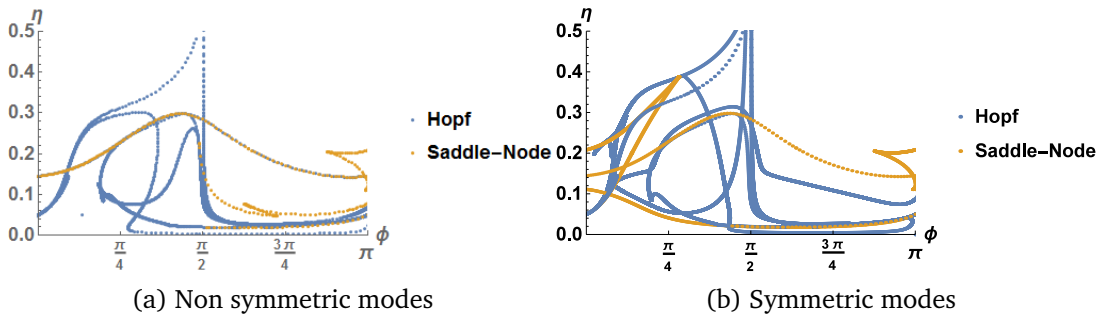 η
0.5
0.4
0.3
0.2
0.1
0.0
π/4
π/2
3 π/4
π
ϕ
Hopf
Saddle–Node
(a) Non symmetric modes
η
0.5
0.4
0.3
0.2
0.1
0.0
π/4
π/2
3 π/4
π
ϕ
Hopf
Saddle–Node
(b) Symmetric modes